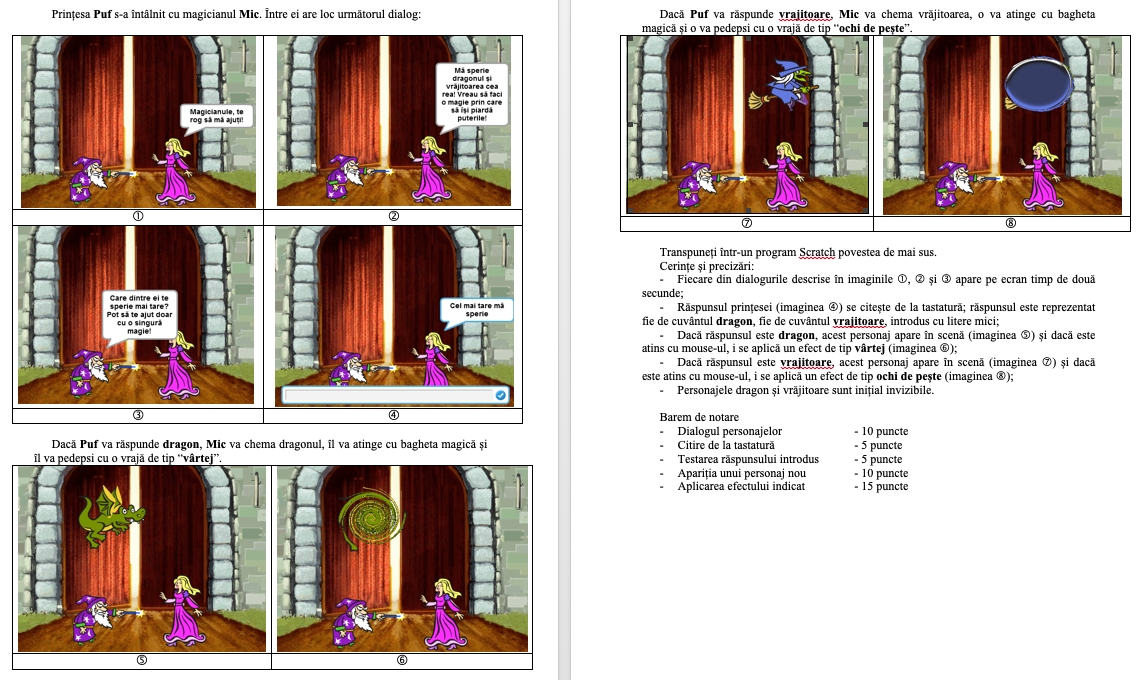 Prințesa Puf s-a întâlnit cu magicianul Mic. Între ei are loc următorul dialog:
Magicianule, te
rog să mă ajuți!
Mă sperie
dragonul și
vrăjitoarea cea
rea! Vreau să faci
o magie prin care
să își piardă
puterile!
①
②
Care dintre ei te
sperie mai tare?
Pot să te ajut doar
cu o singură
magie!
Cel mai tare mă
sperie
③
④
Dacă Puf va răspunde dragon, Mic va chema dragonul, îl va atinge cu bagheta magică și
îl va pedepsi cu o vrajă de tip “vârtej”.
⑤
⑥
Dacă Puf va răspunde vrajitoare, Mic va chema vrăjitoarea, o va atinge cu bagheta
magică și o va pedepsi cu o vrajă de tip “ochi de pește”.
⑦
⑧
Transpuneți într-un program Scratch povestea de mai sus.
Cerințe și precizări:
- Fiecare din dialogurile descrise în imaginile ①, ② și ③ apare pe ecran timp de două
secunde;
- Răspunsul prințesei (imaginea ④) se citește de la tastatură; răspunsul este reprezentat
fie de cuvântul dragon, fie de cuvântul vrajitoare, introdus cu litere mici;
- Dacă răspunsul este dragon, acest personaj apare în scenă (imaginea ⑤) și dacă este
atins cu mouse-ul, i se aplică un efect de tip vârtej (imaginea ⑥);
- Dacă răspunsul este vrajitoare, acest personaj apare în scenă (imaginea ⑦) și dacă
este atins cu mouse-ul, i se aplică un efect de tip ochi de pește (imaginea ⑧);
- Personajele dragon și vrăjitoare sunt inițial invizibile.
Barem de notare
- Dialogul personajelor - 10 puncte
- Citire de la tastatură - 5 puncte
- Testarea răspunsului introdus - 5 puncte
- Apariția unui personaj nou - 10 puncte
- Aplicarea efectului indicat - 15 puncte